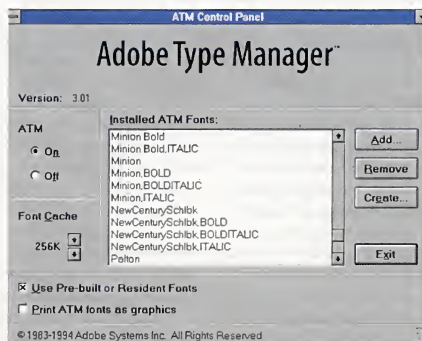 ATM Control Panel
Adobe Type Manager™
Version: 3.01
ATM
On
Off
Font Cache
256K
Installed ATM Fonts:
Minion Bold
Minion Bold,ITALIC
Minion
Minion,BOLD
Minion,BOLDITALIC
Minion,ITALIC
NewCenturySchlbk
NewCenturySchlbk,BOLD
NewCenturySchlbk,BOLDITALIC
NewCenturySchlbk,ITALIC
Pelton
Add...
Remove
Create...
Exit
Use Pre-built or Resident Fonts
Print ATM fonts as graphics
©1983-1994 Adobe Systems Inc. All Rights Reserved.